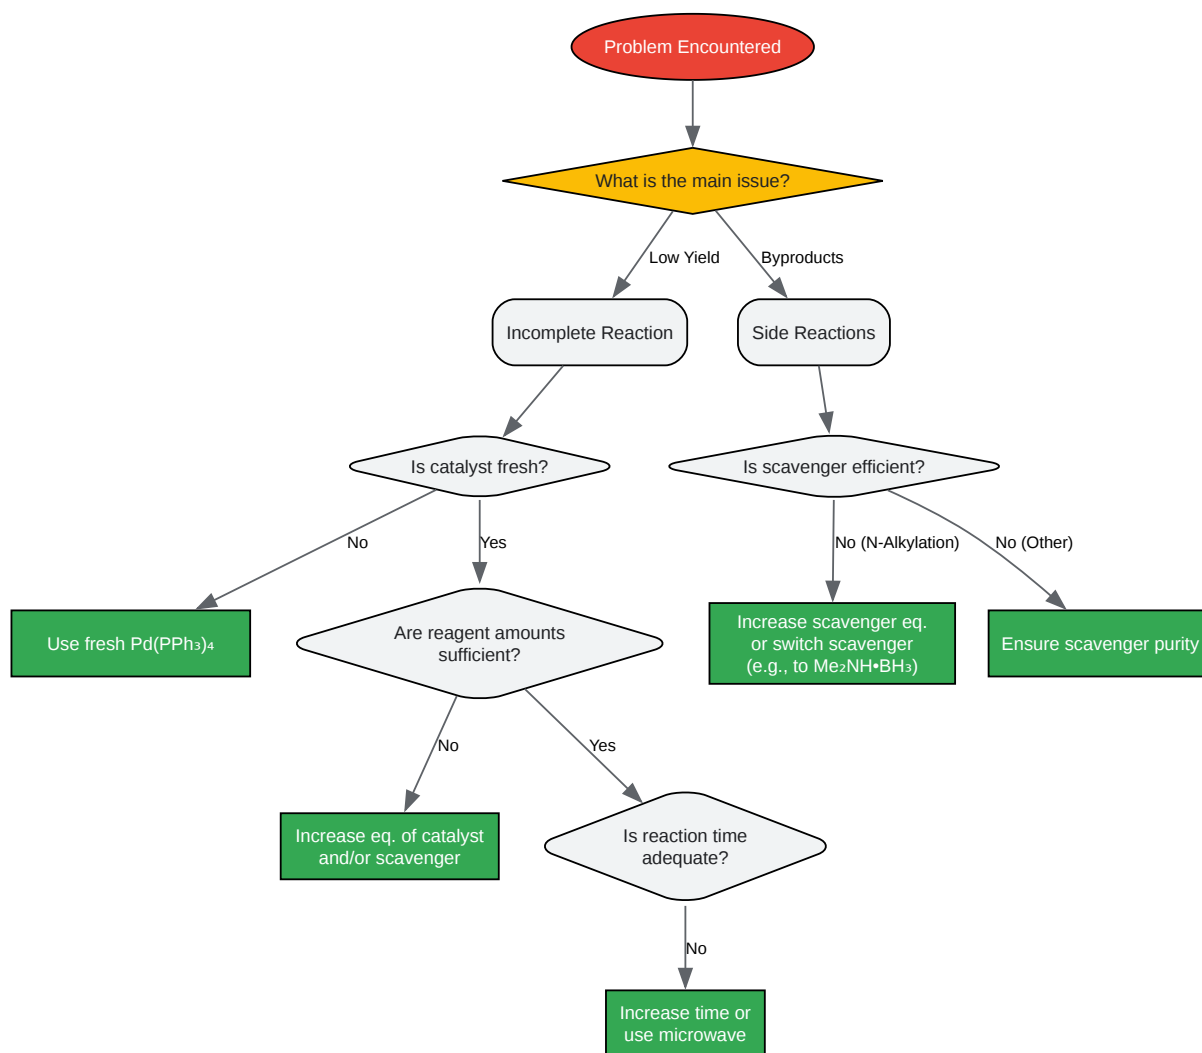 Problem Encountered
What is the main issue?
Low Yield
Byproducts
Incomplete Reaction
Side Reactions
Is catalyst fresh?
Is scavenger efficient?
No
Yes
No (N-Alkylation)
No (Other)
Use fresh Pd(PPh₃)₄
Are reagent amounts
sufficient?
Increase scavenger eq.
or switch scavenger
(e.g., to Me₂NH•BH₃)
Ensure scavenger purity
No
Yes
Increase eq. of catalyst
and/or scavenger
Is reaction time
adequate?
No
Increase time or
use microwave